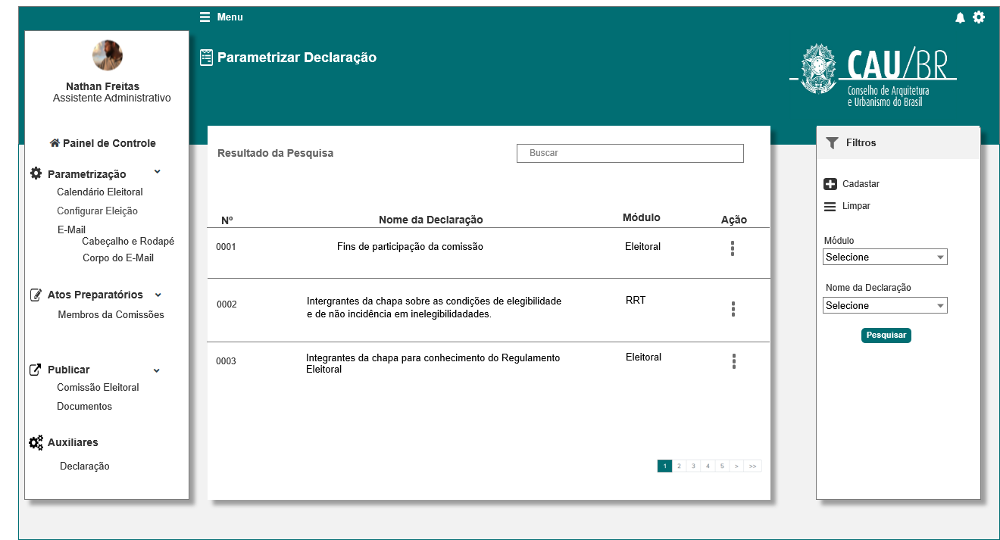 Menu
Parametrizar Declaração
CAU/BR
Conselho de Arquitetura
e Urbanismo do Brasil
Nathan Freitas
Assistente Administrativo
Painel de Controle
Parametrização
Calendário Eleitoral
Configurar Eleição
E-Mail
Cabeçalho e Rodapé
Corpo do E-Mail
Atos Preparatórios
Membros da Comissões
Publicar
Comissão Eleitoral
Documentos
Auxiliares
Declaração
Resultado da Pesquisa
Buscar
Nº Nome da Declaração Módulo Ação
0001 Fins de participação da comissão Eleitoral
0002 Intergrantes da chapa sobre as condições de elegibilidade RRT
e de não incidência em inelegibilidadades.
0003 Integrantes da chapa para conhecimento do Regulamento Eleitoral
Eleitoral
1 2 3 4 5 > >>
Filtros
Cadastar
Limpar
Módulo
Selecione
Nome da Declaração
Selecione
Pesquisar